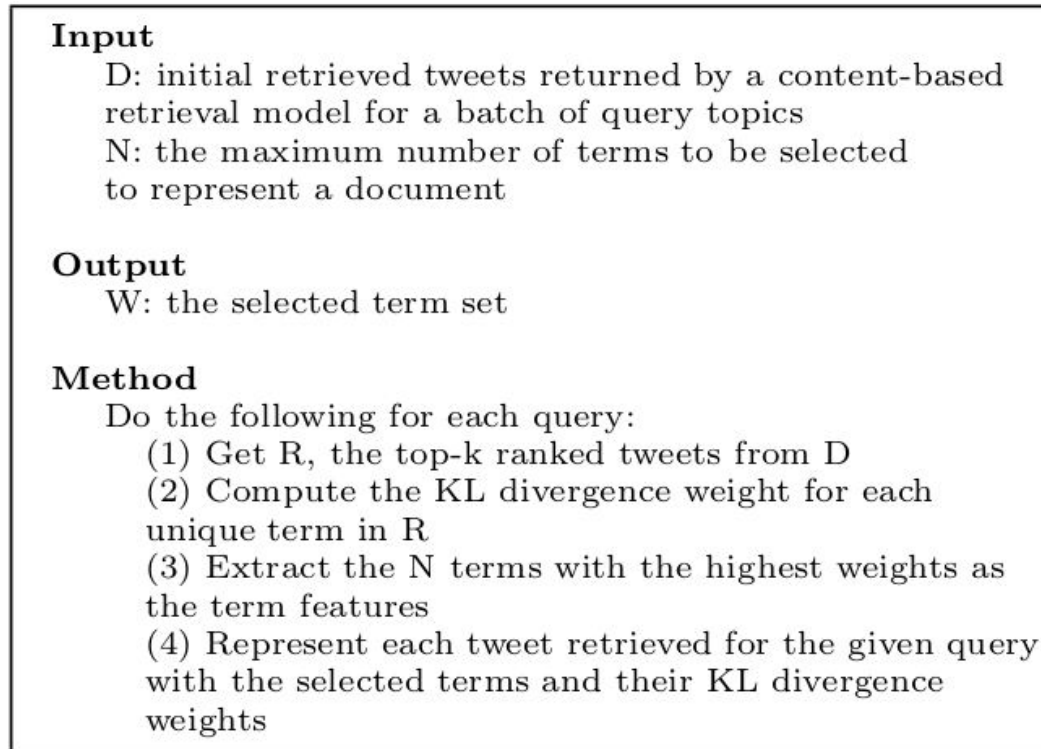 Input
D: initial retrieved tweets returned by a content-based
retrieval model for a batch of query topics
N: the maximum number of terms to be selected
to represent a document
Output
W: the selected term set
Method
Do the following for each query:
(1) Get R, the top-k ranked tweets from D
(2) Compute the KL divergence weight for each
unique term in R
(3) Extract the N terms with the highest weights as
the term features
(4) Represent each tweet retrieved for the given query
with the selected terms and their KL divergence
weights